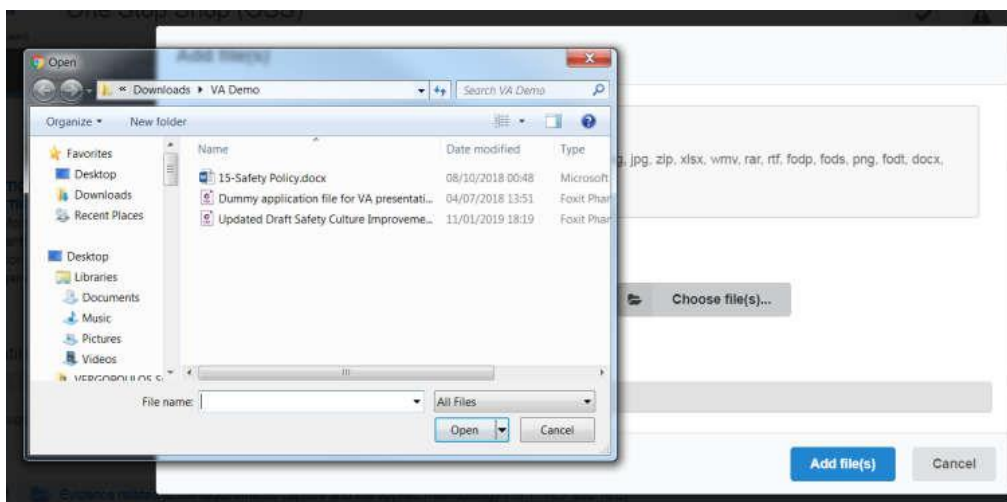 One Stop Shop (OSS)
Add file(s)
Open
« Downloads ▸ VA Demo
Search VA Demo
Organize
New folder
Favorites
Desktop
Downloads
Recent Places
Desktop
Libraries
Documents
Music
Pictures
Videos
VERGOPOULOS S
Name Date modified Type
15-Safety Policy.docx 08/10/2018 00:48 Microsoft
Dummy application file for VA presentati... 04/07/2018 13:51 Foxit Phan
Updated Draft Safety Culture Improveme... 11/01/2019 18:19 Foxit Phan
File name:
All Files
Open
Cancel
jpg, zip, xlsx, wmv, rar, rtf, fodp, fods, png, fodt, docx,
Choose file(s)...
Add file(s)
Cancel